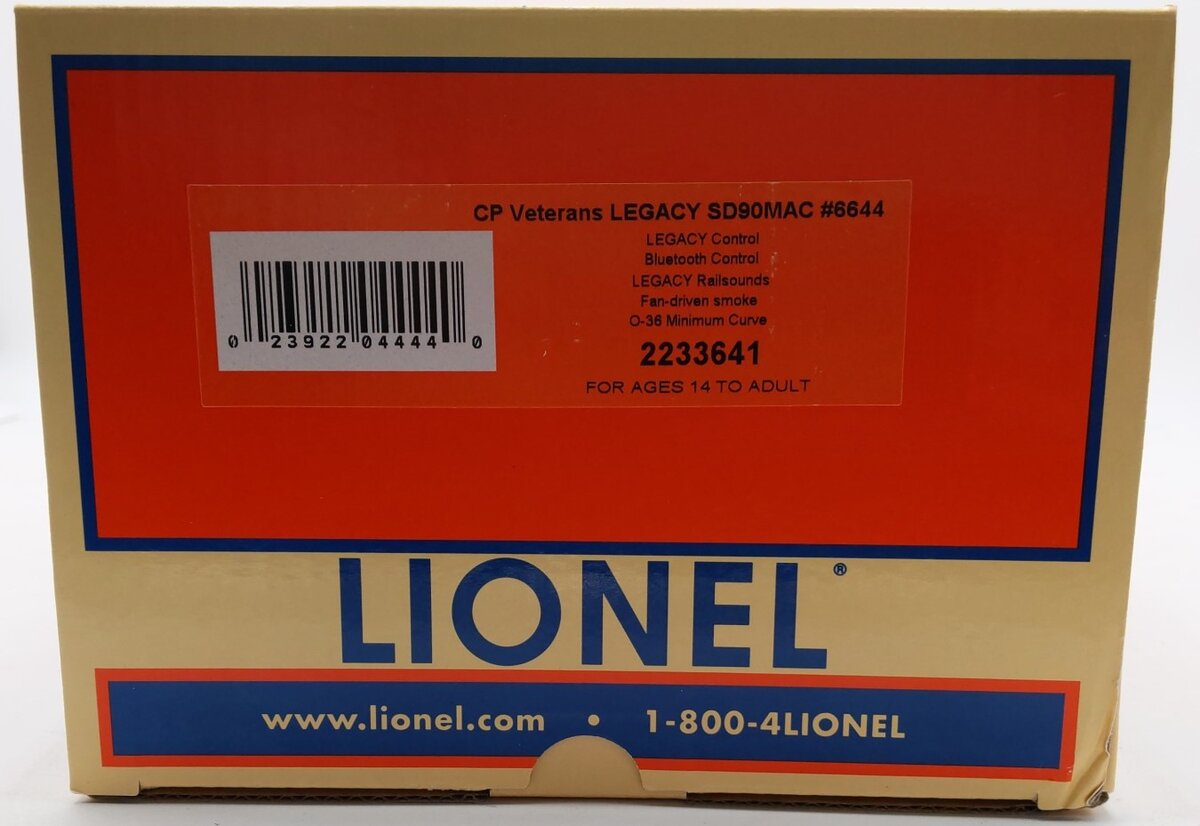 CP Veterans LEGACY SD90MAC #6644
LEGACY Control
Bluetooth Control
LEGACY Railsounds
Fan-driven smoke
O-36 Minimum Curve
2233641
FOR AGES 14 TO ADULT
0 23922 04444 0
LIONEL®
www.lionel.com • 1-800-4LIONEL